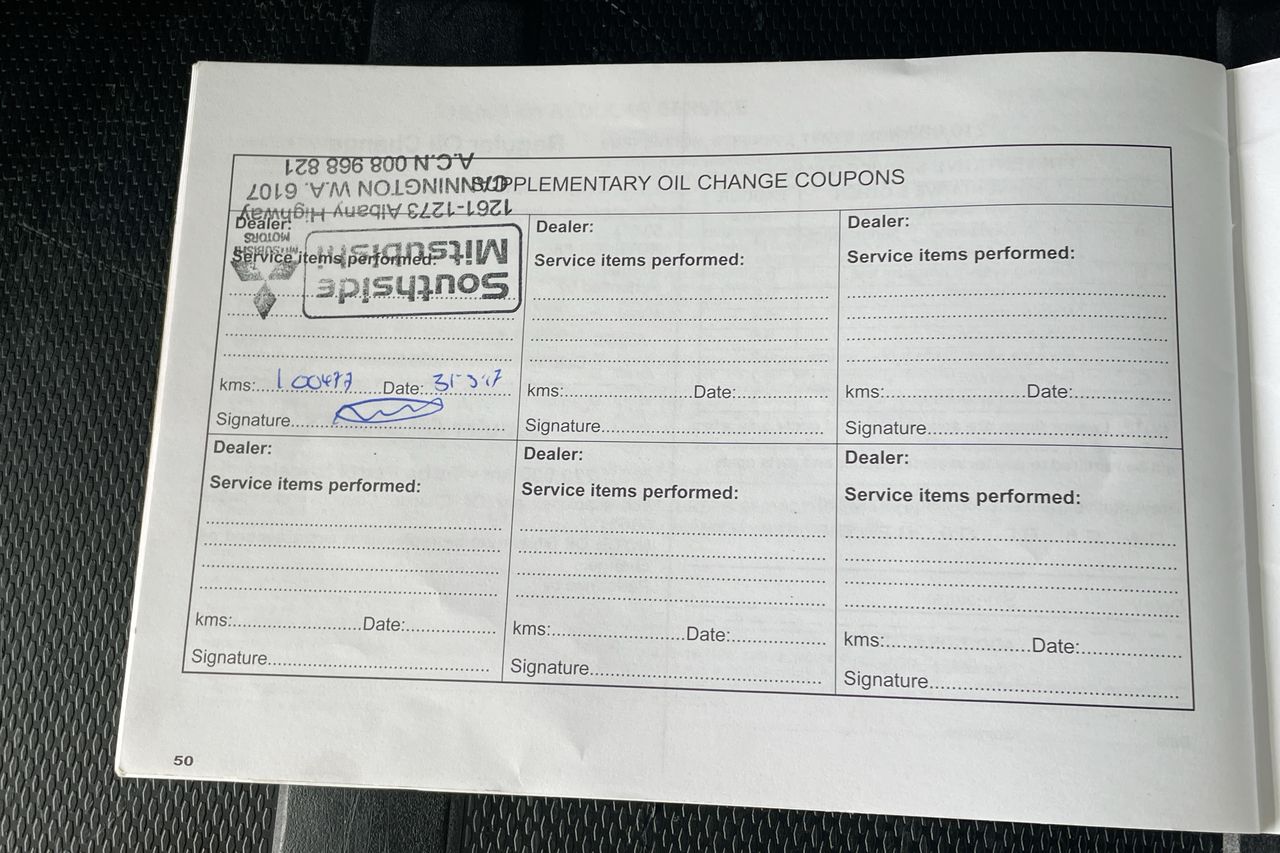 SUPPLEMENTARY OIL CHANGE COUPONS
Southside
Mitsubishi
MITSUBISHI
MOTORS
1261-1273 Albany Highway
CANNINGTON W.A. 6107
A.C.N 008 968 821
Dealer:
Service items performed:
kms: 100477 Date: 31-3-17
Signature
Dealer:
Service items performed:
kms: Date:
Signature
Dealer:
Service items performed:
kms: Date:
Signature
Dealer:
Service items performed:
kms: Date:
Signature
Dealer:
Service items performed:
kms: Date:
Signature
Dealer:
Service items performed:
kms: Date:
Signature
50